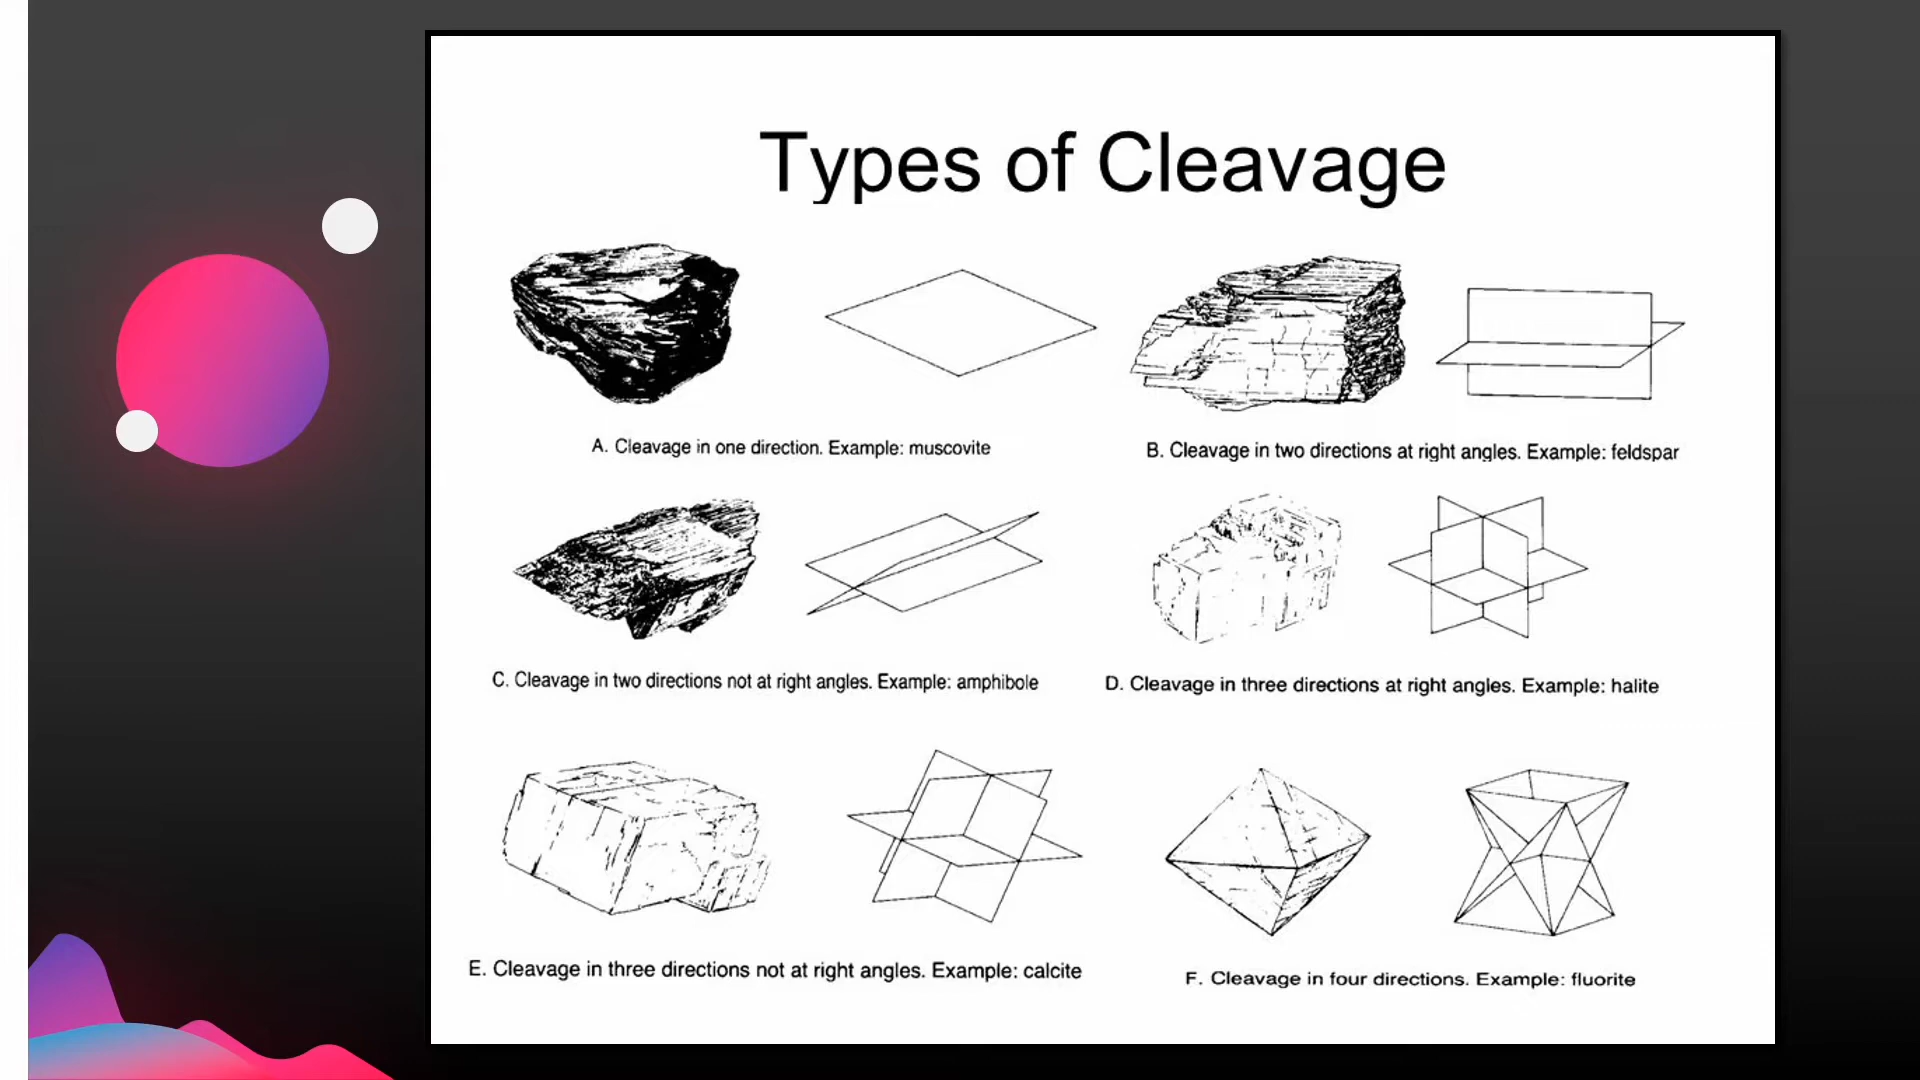 Types of Cleavage
A. Cleavage in one direction. Example: muscovite
B. Cleavage in two directions at right angles. Example: feldspar
C. Cleavage in two directions not at right angles. Example: amphibole
D. Cleavage in three directions at right angles. Example: halite
E. Cleavage in three directions not at right angles. Example: calcite
F. Cleavage in four directions. Example: fluorite